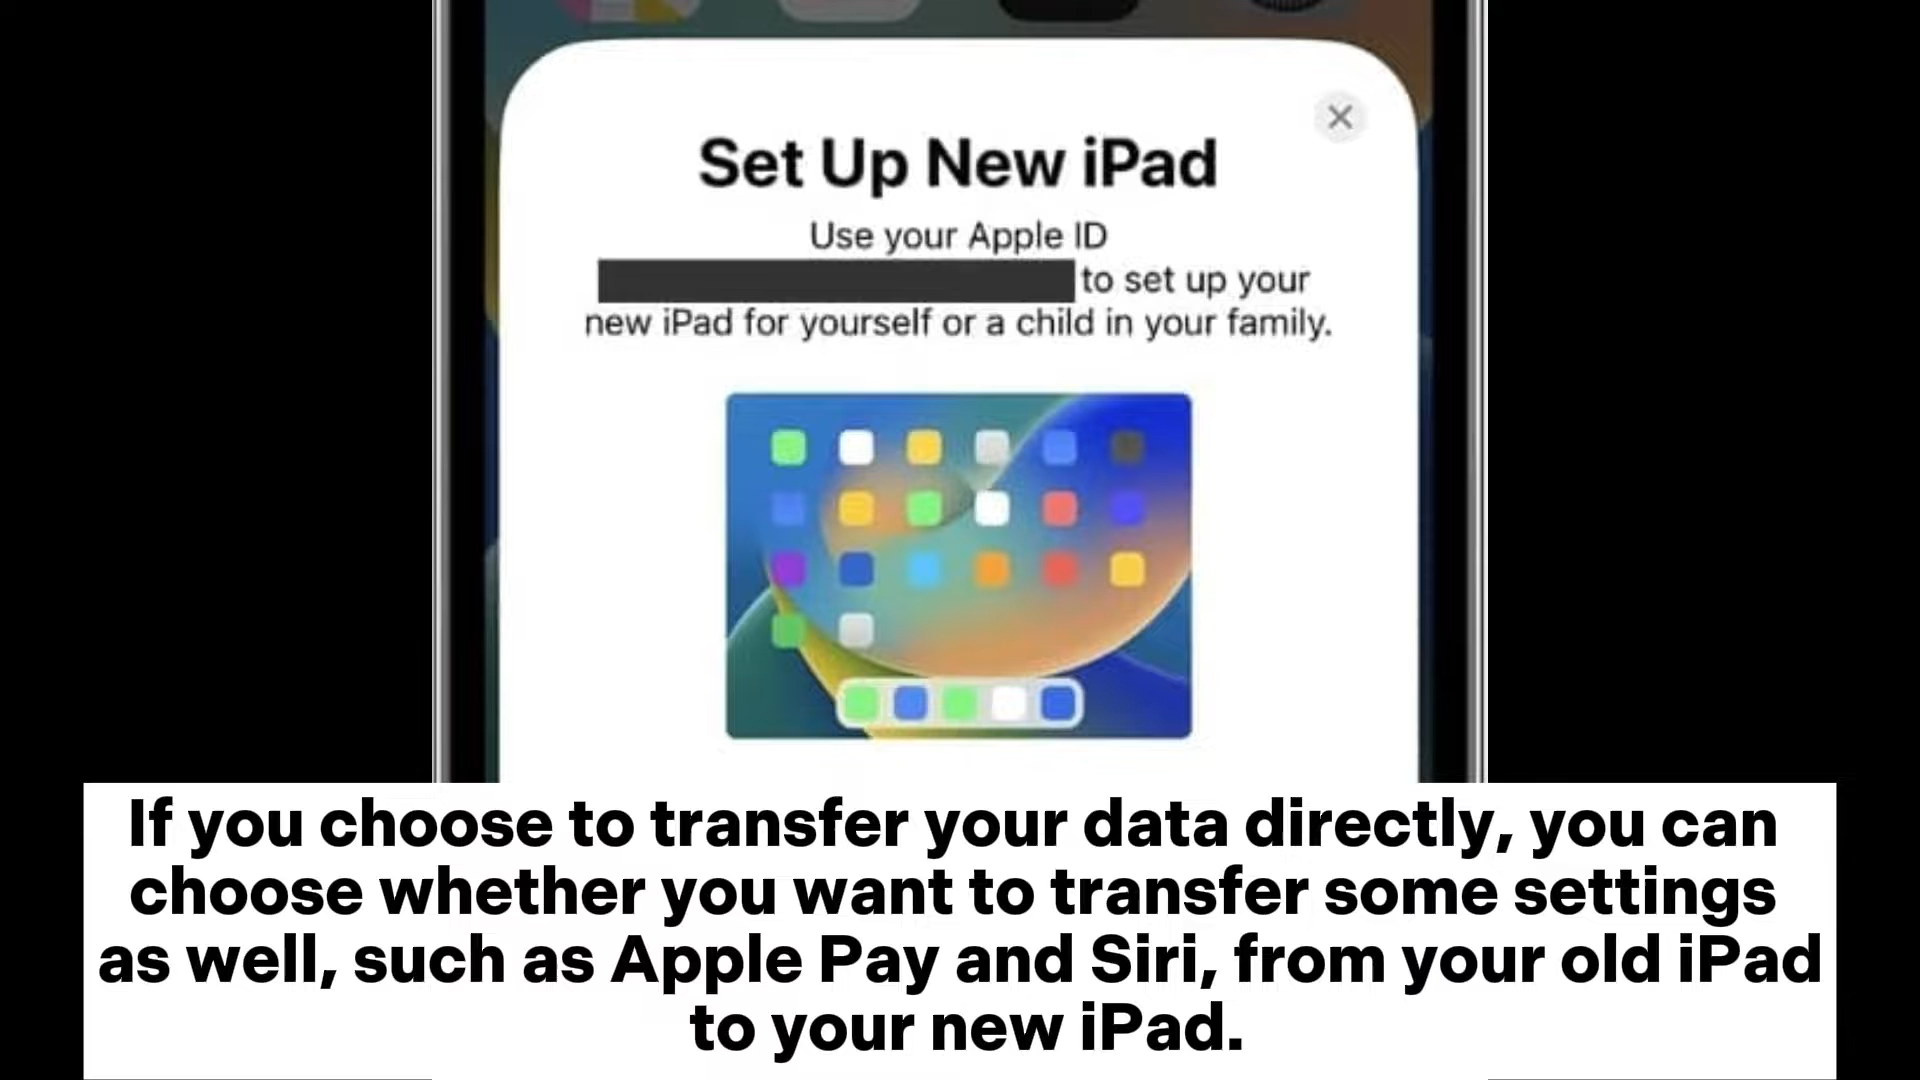 Set Up New iPad
Use your Apple ID
to set up your
new iPad for yourself or a child in your family.
If you choose to transfer your data directly, you can
choose whether you want to transfer some settings
as well, such as Apple Pay and Siri, from your old iPad
to your new iPad.